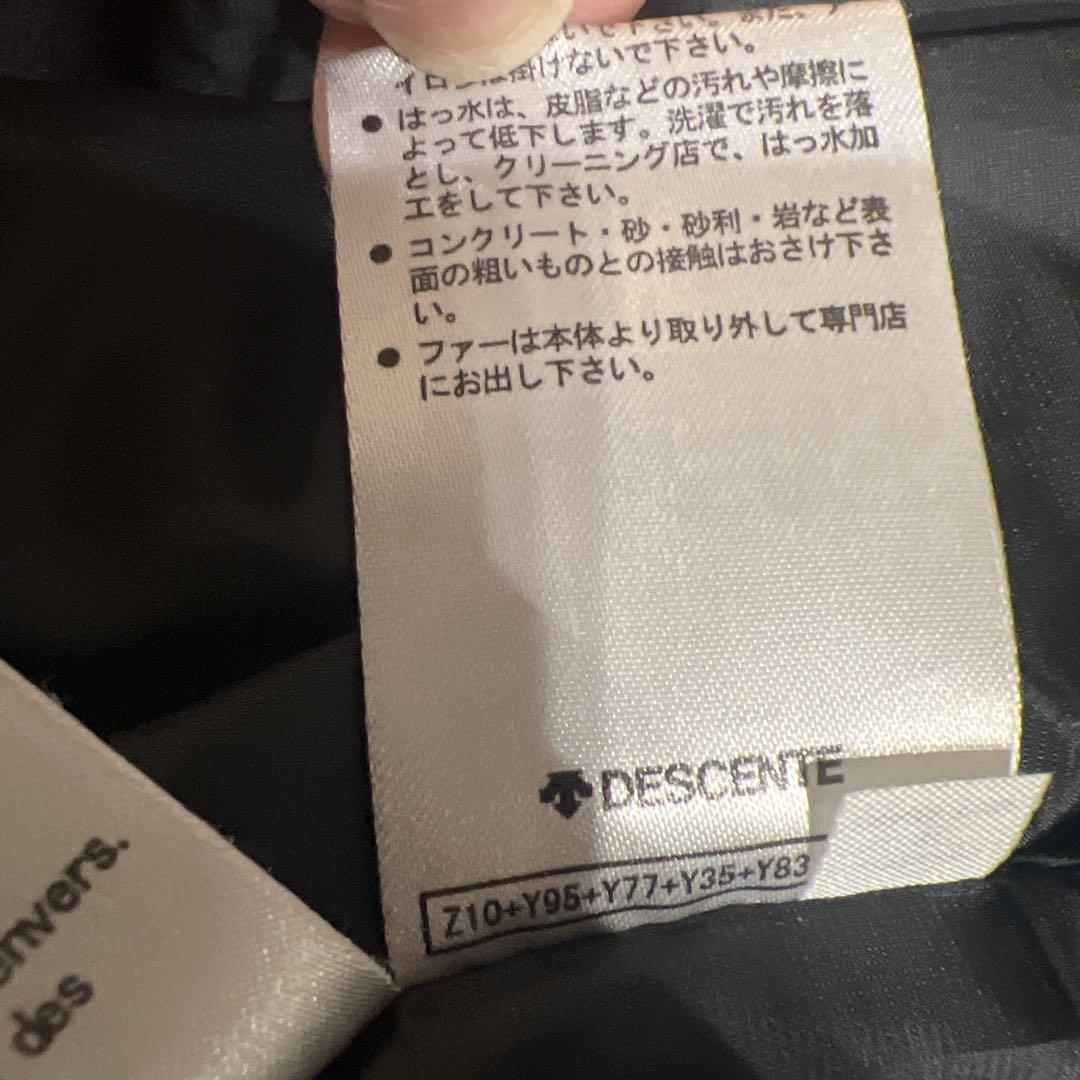 いで下さい。また、
イロンは掛けないで下さい。
● はっ水は、皮脂などの汚れや摩擦に
よって低下します。洗濯で汚れを落
とし、クリーニング店で、はっ水加
工をして下さい。
● コンクリート・砂・砂利・岩など表
面の粗いものとの接触はおさけ下さ
い。
● ファーは本体より取り外して専門店
にお出し下さい。
DESCENTE
Z10+Y95+Y77+Y35+Y83
des